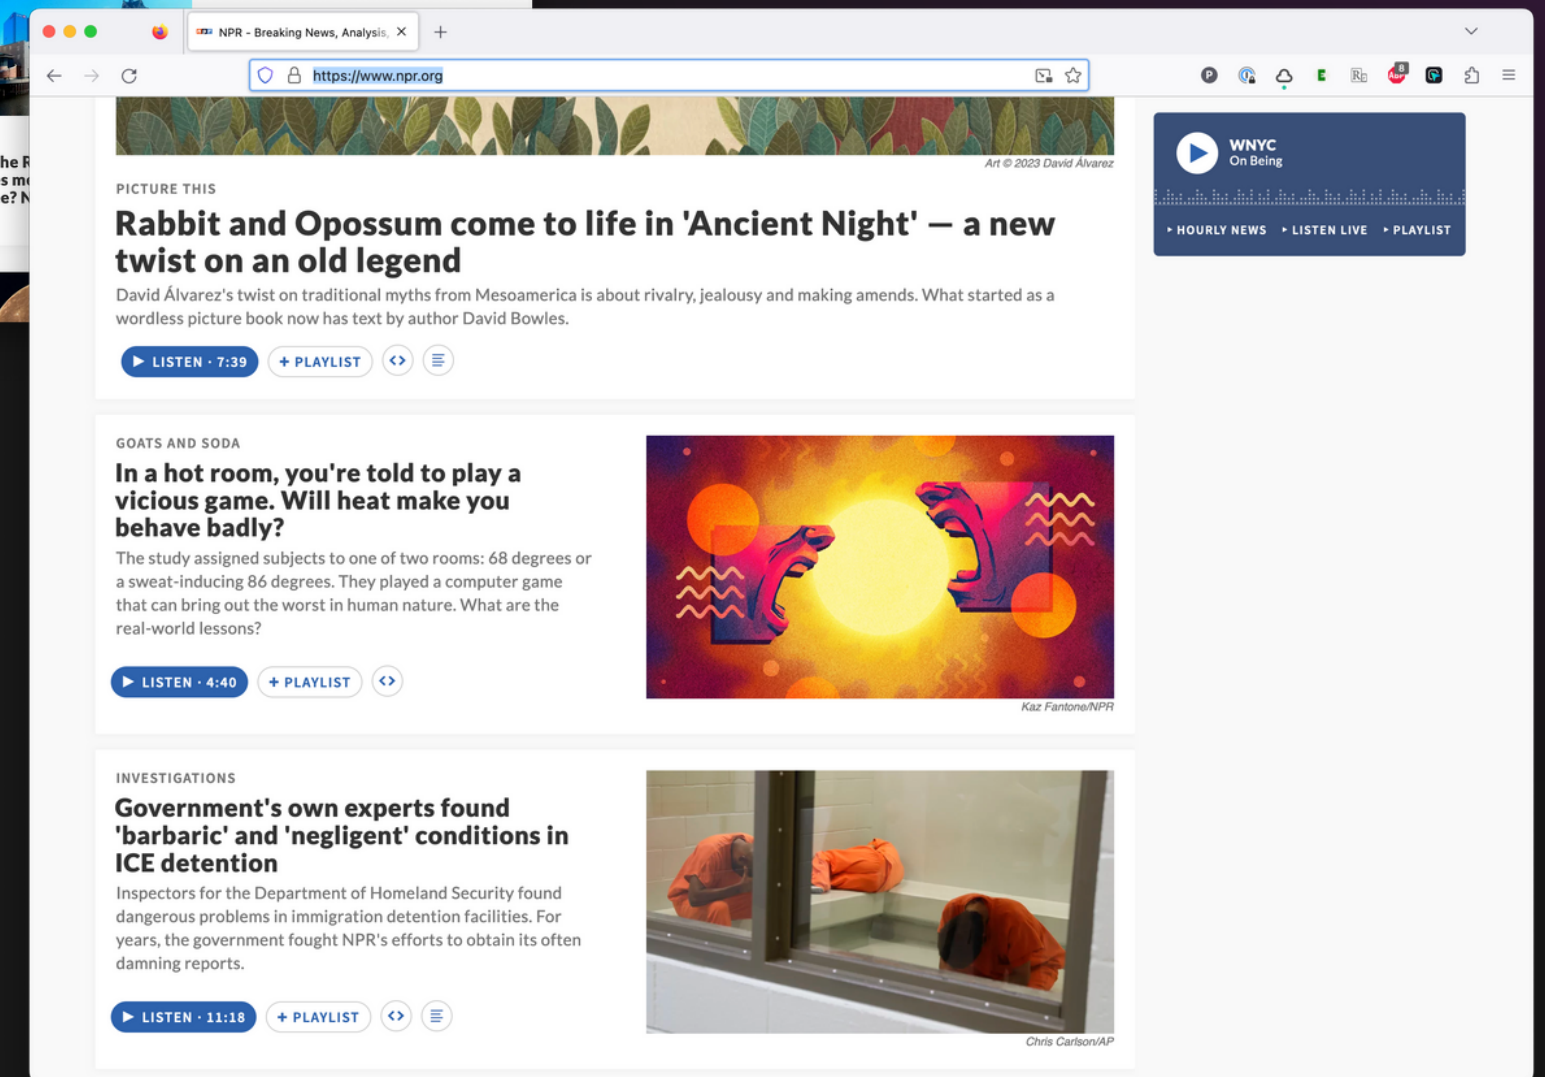 he R
s me
e? N
NPR - Breaking News, Analysis,
https://www.npr.org
8
Art © 2023 David Álvarez
PICTURE THIS
Rabbit and Opossum come to life in 'Ancient Night' — a new
twist on an old legend
David Álvarez's twist on traditional myths from Mesoamerica is about rivalry, jealousy and making amends. What started as a
wordless picture book now has text by author David Bowles.
LISTEN · 7:39
+ PLAYLIST
WNYC
On Being
HOURLY NEWS
LISTEN LIVE
PLAYLIST
GOATS AND SODA
In a hot room, you're told to play a
vicious game. Will heat make you
behave badly?
The study assigned subjects to one of two rooms: 68 degrees or
a sweat-inducing 86 degrees. They played a computer game
that can bring out the worst in human nature. What are the
real-world lessons?
LISTEN · 4:40
+ PLAYLIST
Kaz Fantone/NPR
INVESTIGATIONS
Government's own experts found
'barbaric' and 'negligent' conditions in
ICE detention
Inspectors for the Department of Homeland Security found
dangerous problems in immigration detention facilities. For
years, the government fought NPR's efforts to obtain its often
damning reports.
LISTEN · 11:18
+ PLAYLIST
Chris Carlson/AP